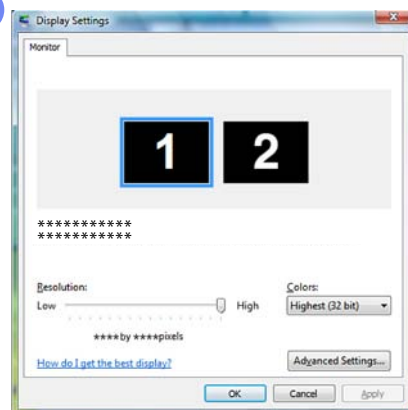 Display Settings
Monitor
1 2
***********
***********
Resolution:
Low High
****by ****pixels
Colors:
Highest (32 bit)
How do I get the best display?
Advanced Settings...
OK Cancel Apply